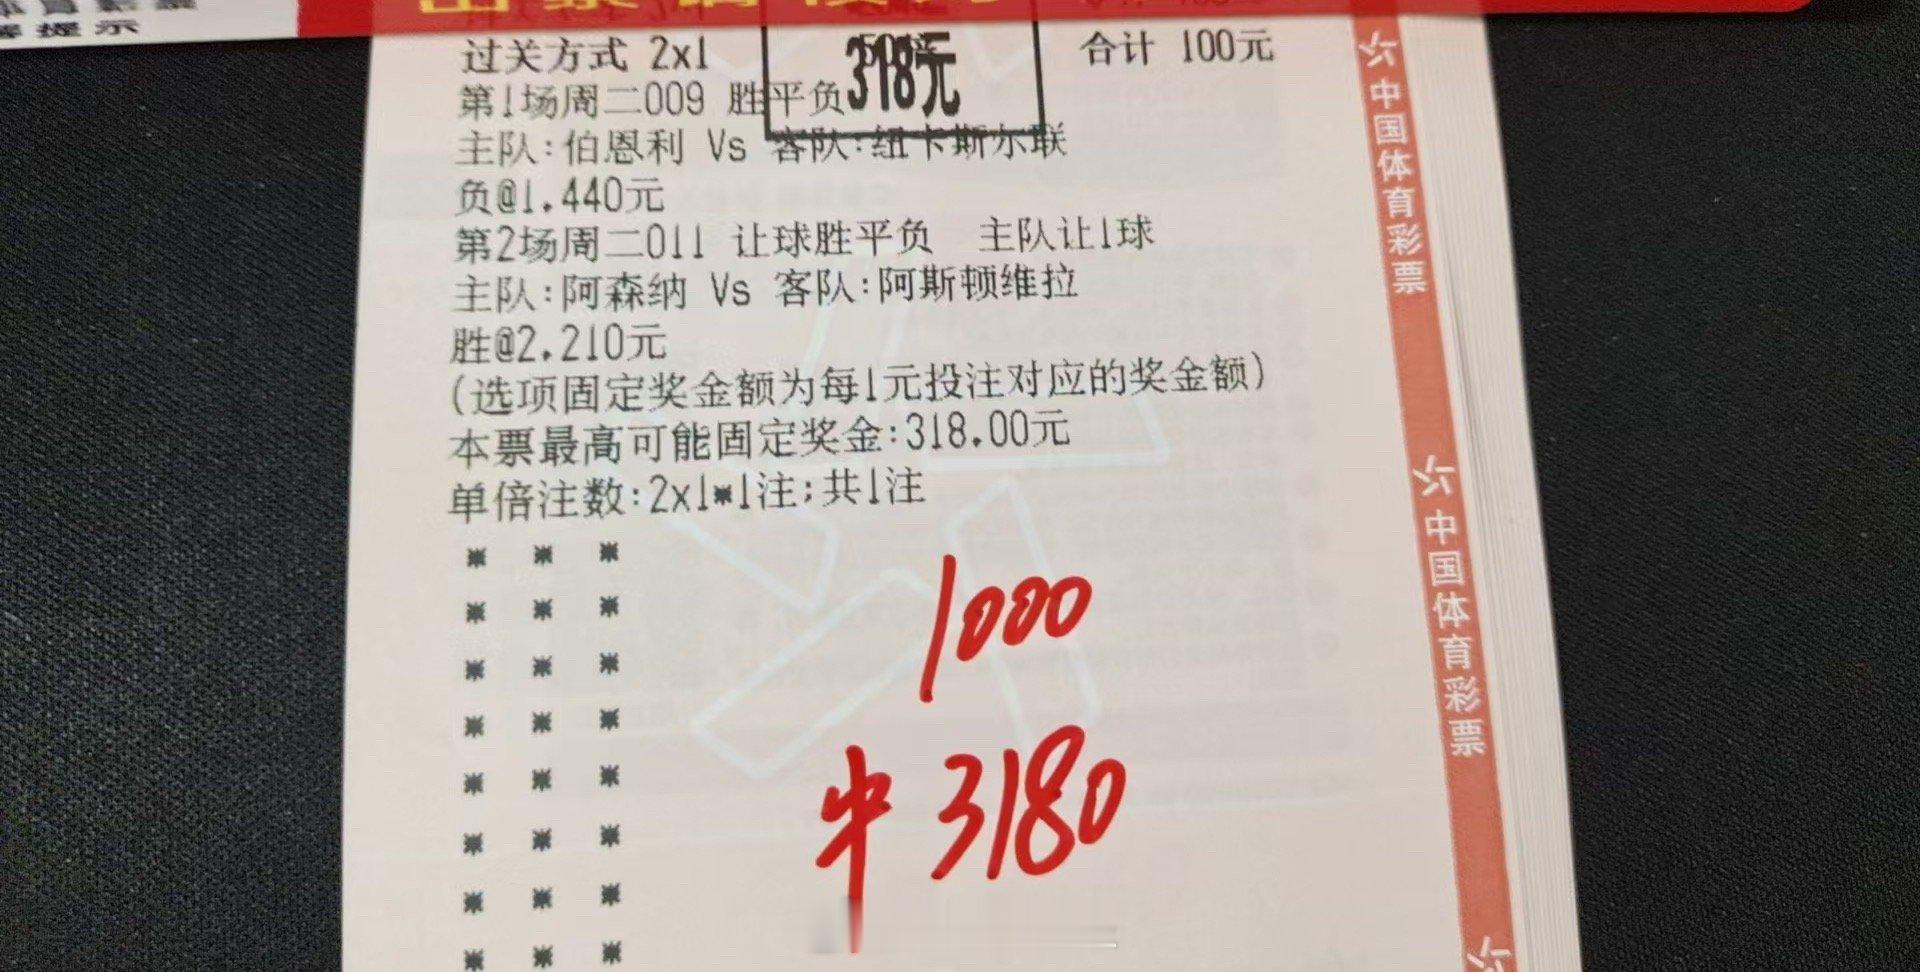 过关方式 2x1
318元
合计 100元
第1场周二009 胜平负
主队:伯恩利 Vs 客队:纽卡斯尔联
负@1.440元
第2场周二011 让球胜平负 主队让1球
主队:阿森纳 Vs 客队:阿斯顿维拉
胜@2.210元
(选项固定奖金额为每1元投注对应的奖金额)
本票最高可能固定奖金:318.00元
单倍注数:2x1*1注;共1注
1000
中3180
中国体育彩票
中国体育彩票